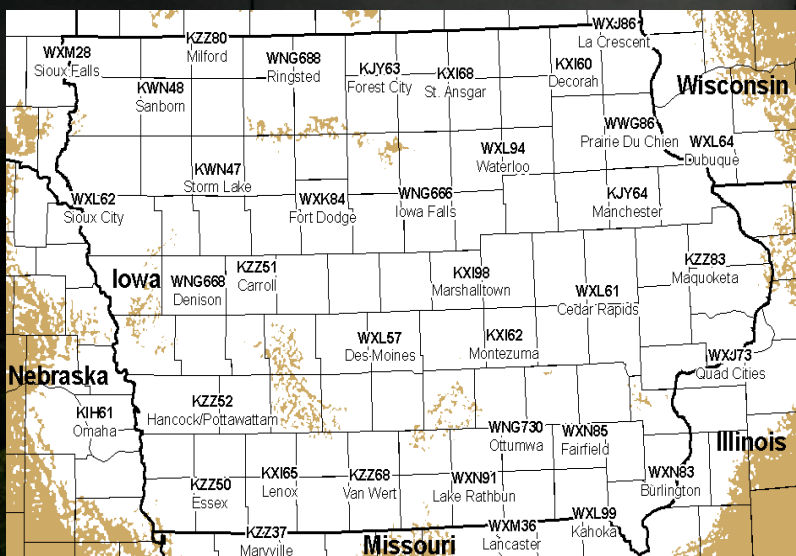 WXJ86
La Crescent
KZZ80
Milford
WXM28
Sioux Falls
WNG688
Ringsted
KJY63
Forest City
KXI68
St. Ansgar
KXI60
Decorah
Wisconsin
KWN48
Sanborn
WWG86
Prairie Du Chien
WXL94
Waterloo
WXL64
Dubuque
KWN47
Storm Lake
WXL62
Sioux City
WXK84
Fort Dodge
WNG666
Iowa Falls
KJY64
Manchester
Iowa
WNG668
Denison
KZZ51
Carroll
KXI98
Marshalltown
WXL61
Cedar Rapids
KZZ83
Maquoketa
WXL57
Des Moines
KXI62
Montezuma
WXJ73
Quad Cities
Nebraska
KIH61
Omaha
KZZ52
Hancock/Pottawattam
WNG730
Ottumwa
WXN85
Fairfield
Illinois
KZZ50
Essex
KXI65
Lenox
KZZ68
Van Wert
WXN91
Lake Rathbun
WXN83
Burlington
KZZ37
Maryville
Missouri
WXM36
Lancaster
WXL99
Kahoka